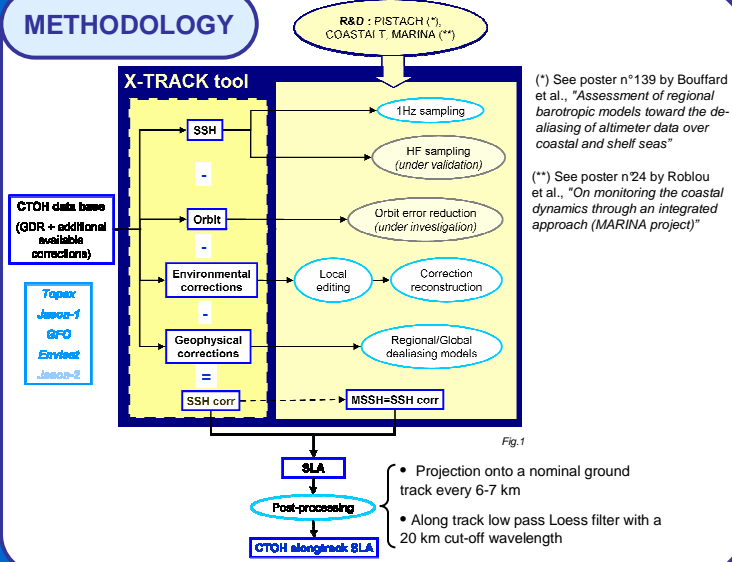 METHODOLOGY
R&D : PISTACH (*),
COASTALT, MARINA (**)
X-TRACK tool
SSH
1Hz sampling
HF sampling
(under validation)
-
CTOH data base
(GDR + additional
available
corrections)
Orbit
Orbit error reduction
(under investigation)
-
Environmental
corrections
Local
editing
Correction
reconstruction
Topex
Jason-1
GFO
Envisat
Jason-2
-
Geophysical
corrections
Regional/Global
dealiasing models
=
SSH corr
MSSH=SSH corr
Fig.1
SLA
Post-processing
CTOH alongtrack SLA
• Projection onto a nominal ground
track every 6-7 km
• Along track low pass Loess filter with a
20 km cut-off wavelength
(*) See poster n°139 by Bouffard
et al., "Assessment of regional
barotropic models toward the de-
aliasing of altimeter data over
coastal and shelf seas"
(**) See poster n°24 by Roblou
et al., "On monitoring the coastal
dynamics through an integrated
approach (MARINA project)"